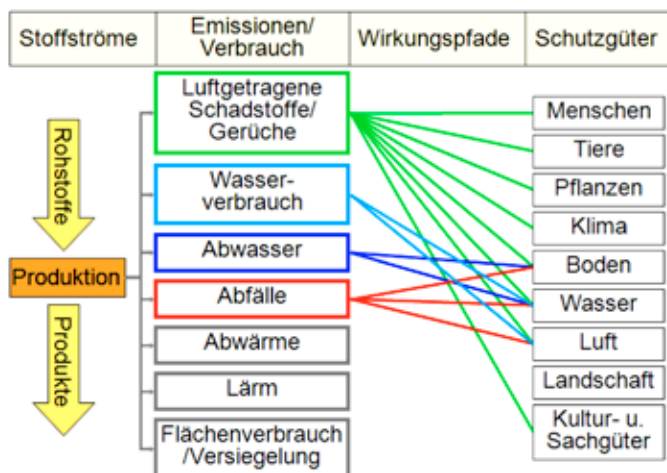 Stoffströme
Emissionen/
Verbrauch
Wirkungspfade
Schutzgüter
Rohstoffe
Produktion
Produkte
Luftgetragene
Schadstoffe/
Gerüche
Wasser-
verbrauch
Abwasser
Abfälle
Abwärme
Lärm
Flächenverbrauch
/Versiegelung
Menschen
Tiere
Pflanzen
Klima
Boden
Wasser
Luft
Landschaft
Kultur- u.
Sachgüter